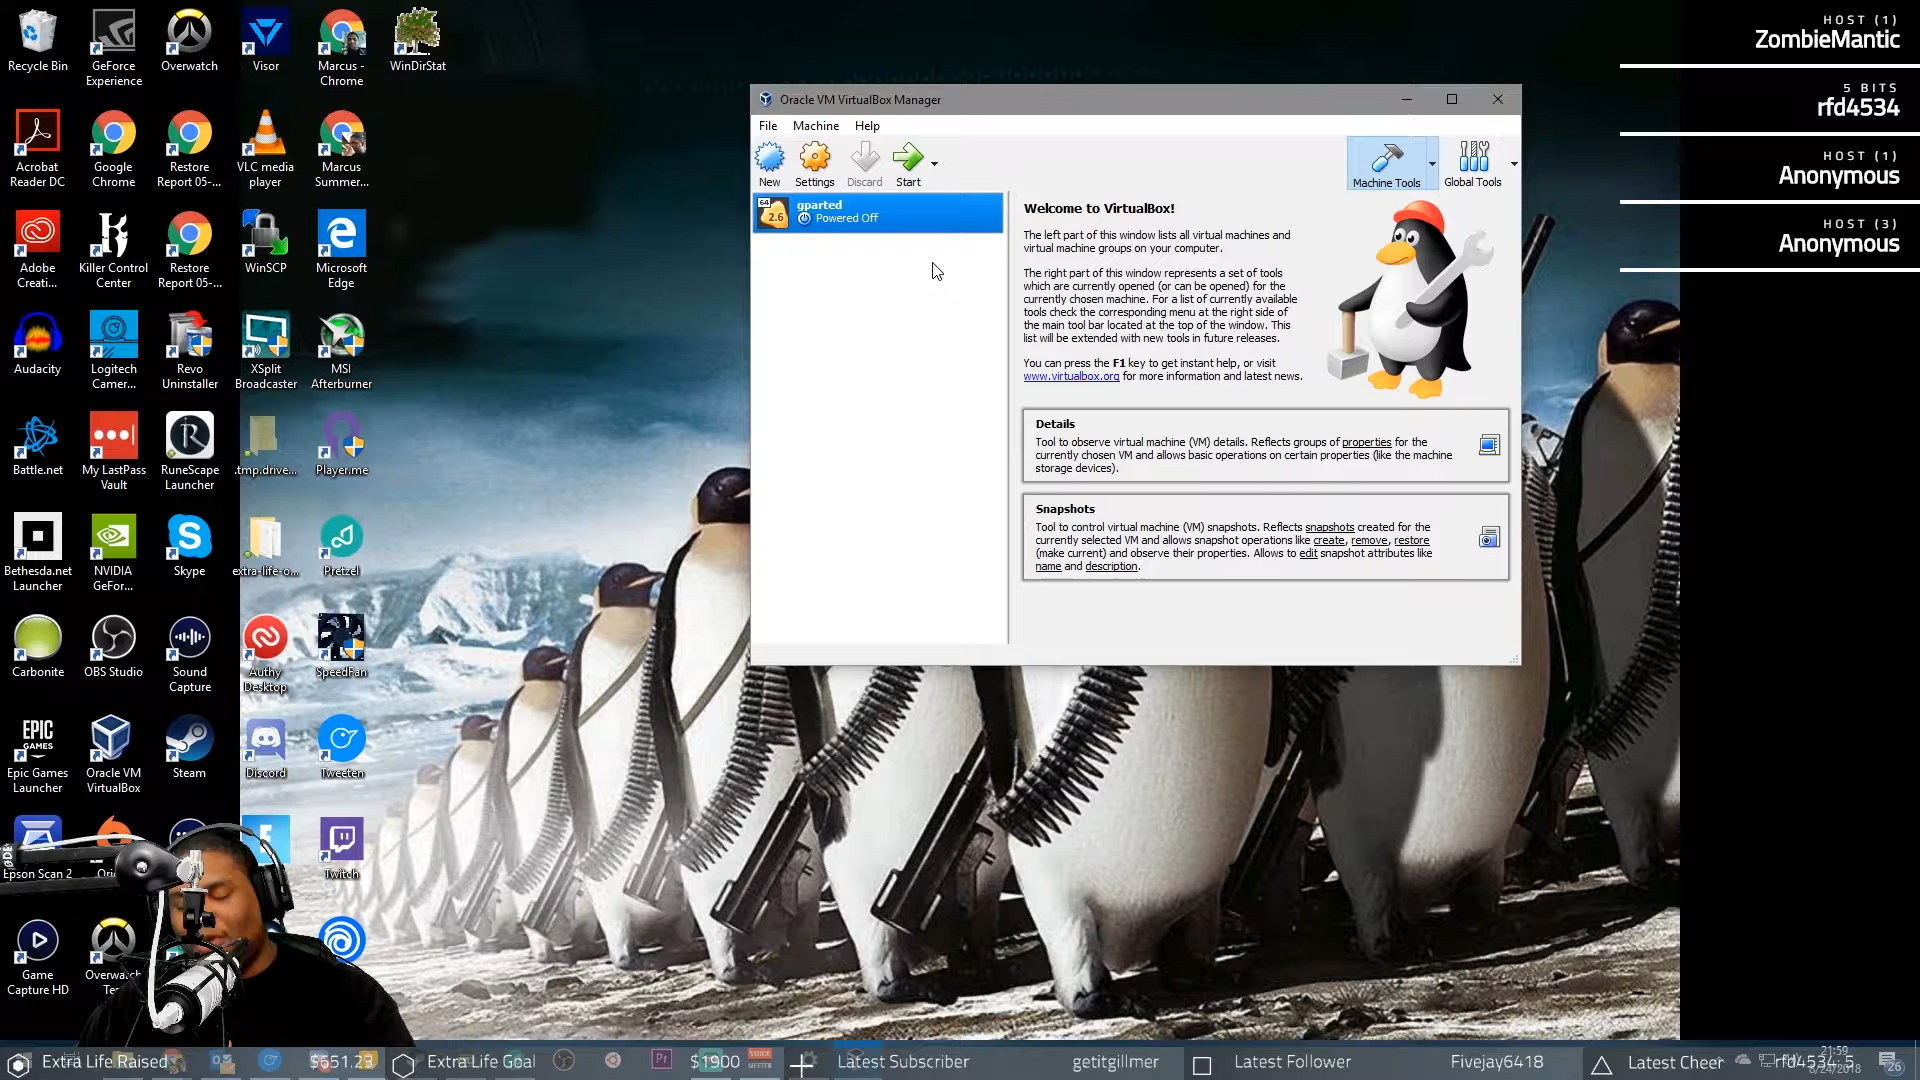 Recycle Bin
GeForce
Experience
Overwatch
Visor
Marcus -
Chrome
WinDirStat
Acrobat
Reader DC
Google
Chrome
Restore
Report 05-...
VLC media
player
Marcus
Summer...
Adobe
Creati...
Killer Control
Center
Restore
Report 05-...
WinSCP
Microsoft
Edge
Audacity
Logitech
Camer...
Revo
Uninstaller
XSplit
Broadcaster
MSI
Afterburner
Battle.net
My LastPass
Vault
RuneScape
Launcher
.tmp.drive...
Player.me
Bethesda.net
Launcher
NVIDIA
GeFor...
Skype
extra-life-o...
Pretzel
Carbonite
OBS Studio
Sound
Capture
Authy
Desktop
SpeedFan
EPIC
GAMES
Epic Games
Launcher
Oracle VM
VirtualBox
Steam
Discord
Tweeten
Epson Scan 2
Twitch
Game
Capture HD
Oracle VM VirtualBox Manager
File
Machine
Help
New
Settings
Discard
Start
Machine Tools
Global Tools
64
2.6
gparted
Powered Off
Welcome to VirtualBox!
The left part of this window lists all virtual machines and
virtual machine groups on your computer.
The right part of this window represents a set of tools
which are currently opened (or can be opened) for the
currently chosen machine. For a list of currently available
tools check the corresponding menu at the right side of
the main tool bar located at the top of the window. This
list will be extended with new tools in future releases.
You can press the F1 key to get instant help, or visit
www.virtualbox.org for more information and latest news.
Details
Tool to observe virtual machine (VM) details. Reflects groups of properties for the
currently chosen VM and allows basic operations on certain properties (like the machine
storage devices).
Snapshots
Tool to control virtual machine (VM) snapshots. Reflects snapshots created for the
currently selected VM and allows snapshot operations like create, remove, restore
(make current) and observe their properties. Allows to edit snapshot attributes like
name and description.
HOST (1)
ZombieMantic
5 BITS
rfd4534
HOST (1)
Anonymous
HOST (3)
Anonymous
Extra Life Raised
$651.23
Extra Life Goal
Pr
$1900
Latest Subscriber
getitgillmer
Latest Follower
Fivejay6418
Latest Cheer
rfd4534: 5
21:59
8/24/2018
26